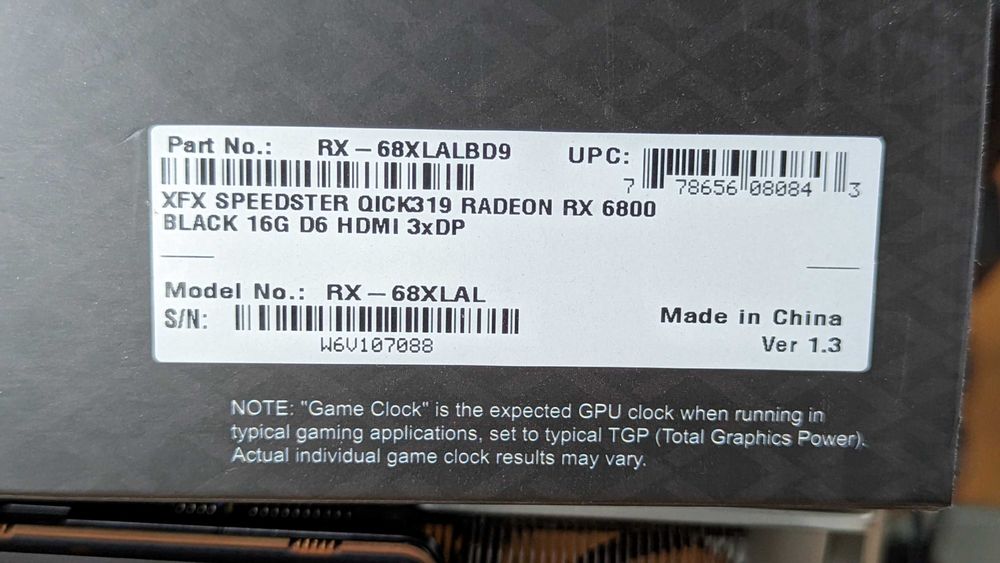 Part No.: RX-68XLALBD9 UPC: 7 78656 08084 3
XFX SPEEDSTER QICK319 RADEON RX 6800
BLACK 16G D6 HDMI 3xDP
Model No.: RX-68XLAL
S/N:
W6V107088
Made in China
Ver 1.3
NOTE: "Game Clock" is the expected GPU clock when running in
typical gaming applications, set to typical TGP (Total Graphics Power).
Actual individual game clock results may vary.